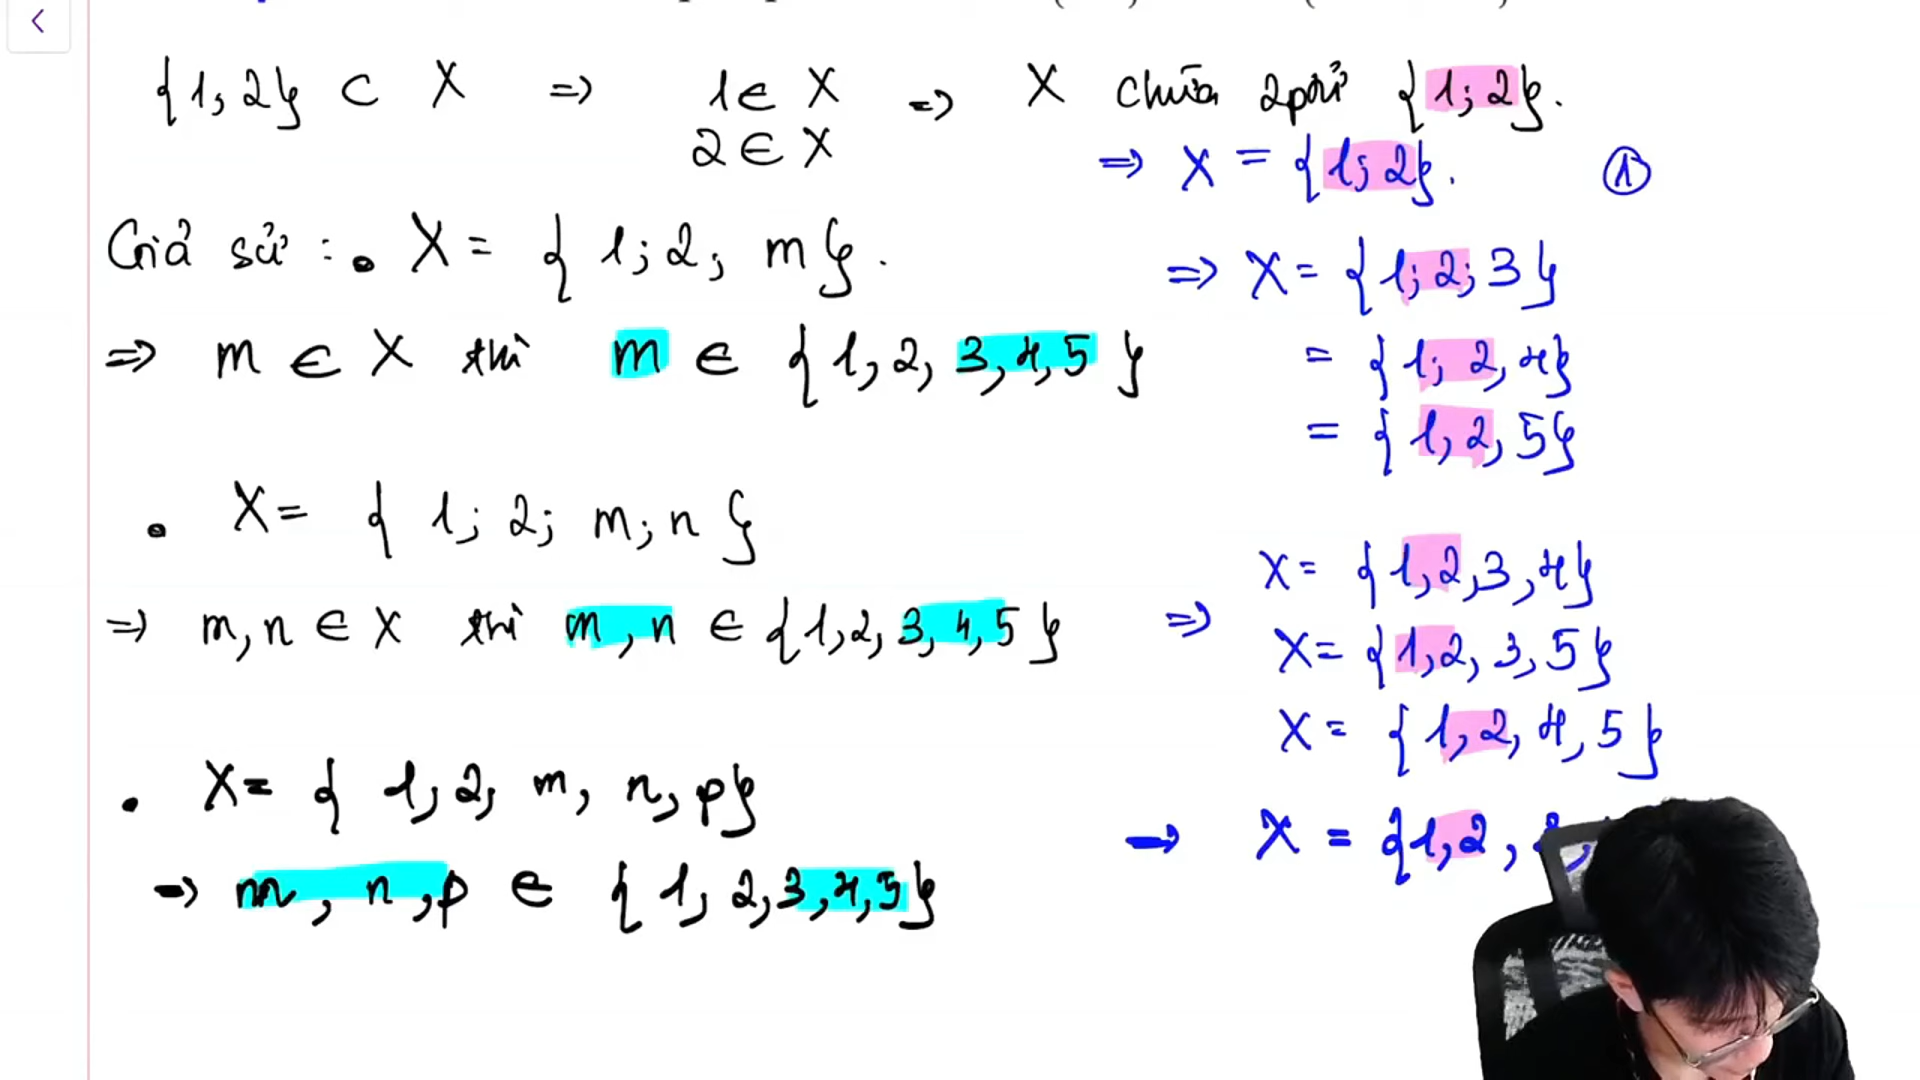 {1, 2} ⊂ X => 1 ∈ X => X chứa 2 ptử {1; 2}.
2 ∈ X => X = {1; 2}. ①
Giả sử : • X = { 1; 2; m}. => X = {1; 2; 3}
=> m ∈ X thì m ∈ {1, 2, 3, 4, 5 } = {1; 2, 4}
= {1, 2, 5}
• X = { 1; 2; m; n } X = {1, 2, 3, 4}
=> m, n ∈ X thì m, n ∈ {1, 2, 3, 4, 5 } => X = {1, 2, 3, 5}
X = {1, 2, 4, 5}
• X = { 1, 2, m, n, p} → X = {1, 2,
→ m, n, p ∈ { 1, 2, 3, 4, 5}